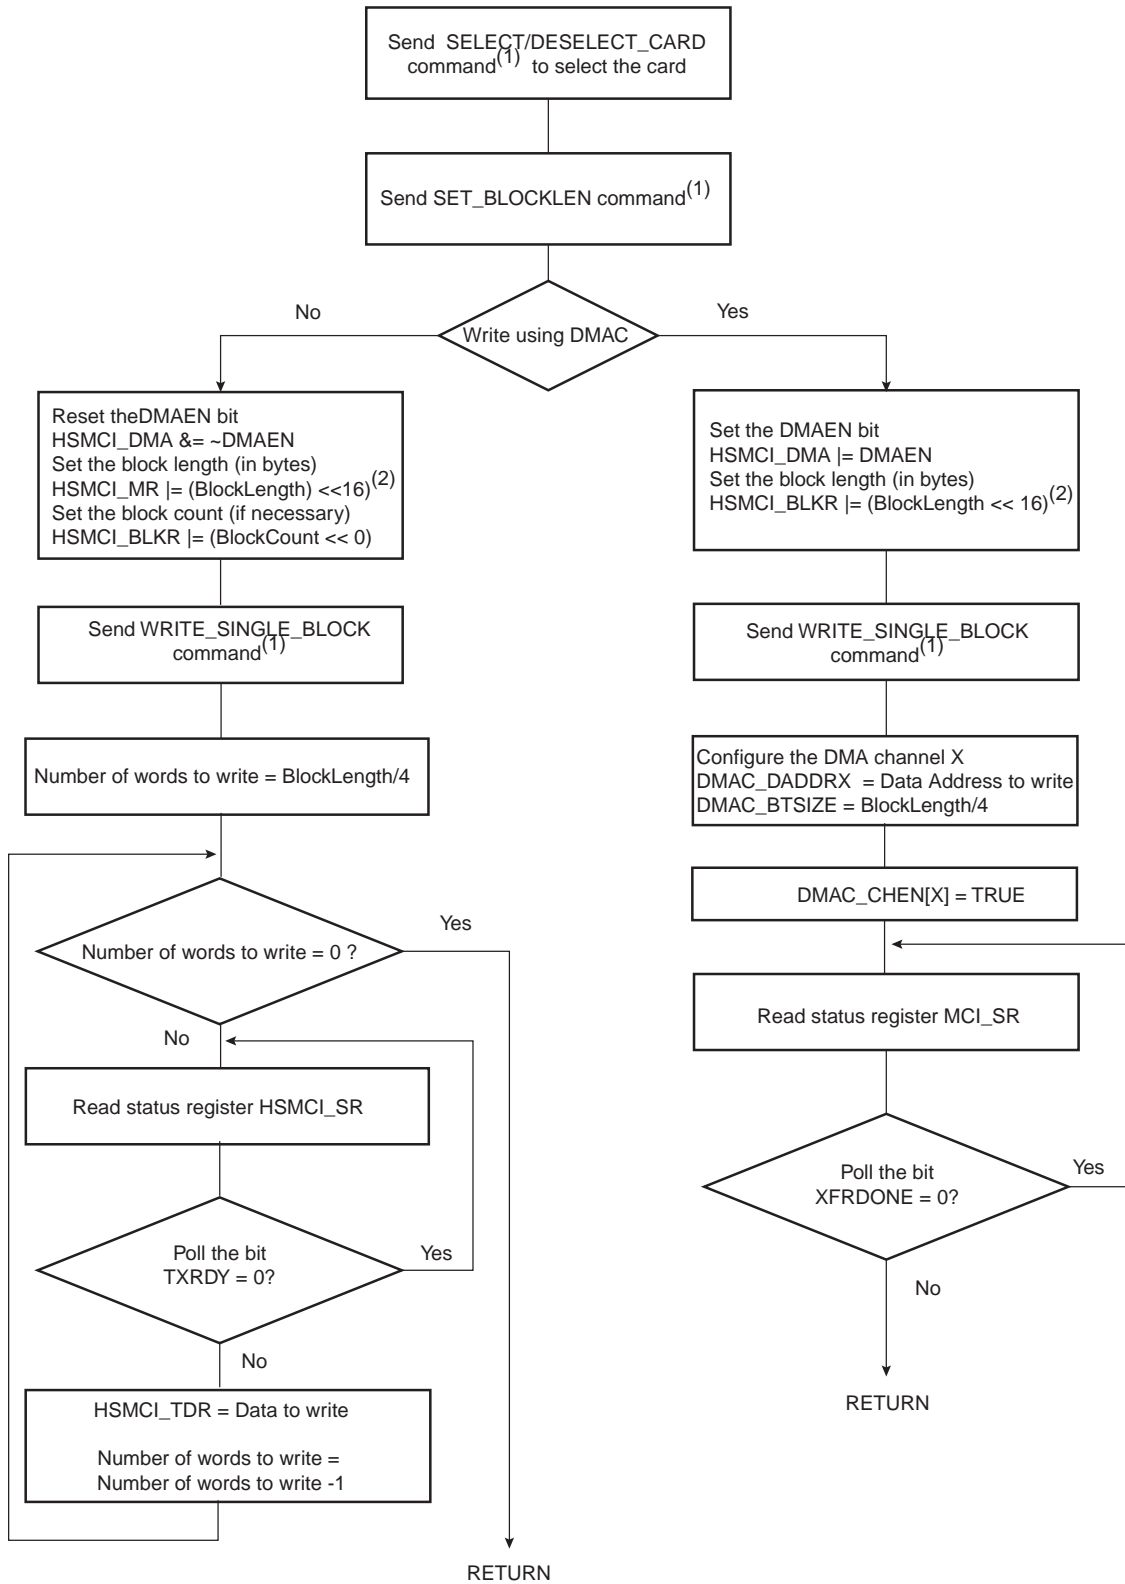 Send SELECT/DESELECT_CARD
command(1) to select the card
Send SET_BLOCKLEN command(1)
No
Yes
Write using DMAC
Reset theDMAEN bit
HSMCI_DMA &= ~DMAEN
Set the block length (in bytes)
HSMCI_MR |= (BlockLength) <<16)(2)
Set the block count (if necessary)
HSMCI_BLKR |= (BlockCount << 0)
Send WRITE_SINGLE_BLOCK
command(1)
Number of words to write = BlockLength/4
Number of words to write = 0 ?
Yes
No
Read status register HSMCI_SR
Poll the bit
TXRDY = 0?
Yes
No
HSMCI_TDR = Data to write
Number of words to write =
Number of words to write -1
RETURN
Set the DMAEN bit
HSMCI_DMA |= DMAEN
Set the block length (in bytes)
HSMCI_BLKR |= (BlockLength << 16)(2)
Send WRITE_SINGLE_BLOCK
command(1)
Configure the DMA channel X
DMAC_DADDRX = Data Address to write
DMAC_BTSIZE = BlockLength/4
DMAC_CHEN[X] = TRUE
Read status register MCI_SR
Poll the bit
XFRDONE = 0?
Yes
No
RETURN